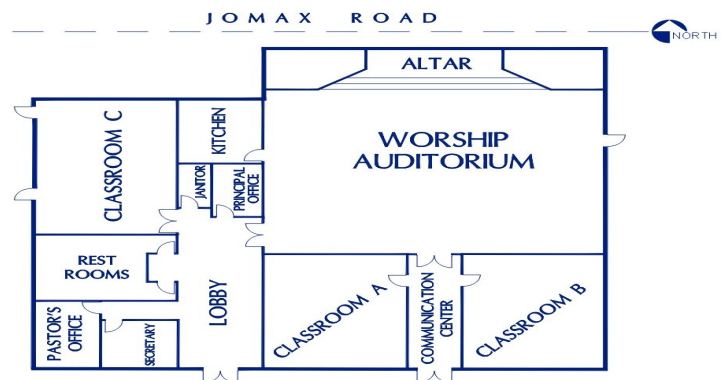 JOMAX ROAD
NORTH
ALTAR
WORSHIP
AUDITORIUM
KITCHEN
CLASSROOM C
JANITOR
PRINCIPAL
OFFICE
REST
ROOMS
LOBBY
PASTOR'S
OFFICE
SECRETARY
CLASSROOM A
COMMUNICATION
CENTER
CLASSROOM B